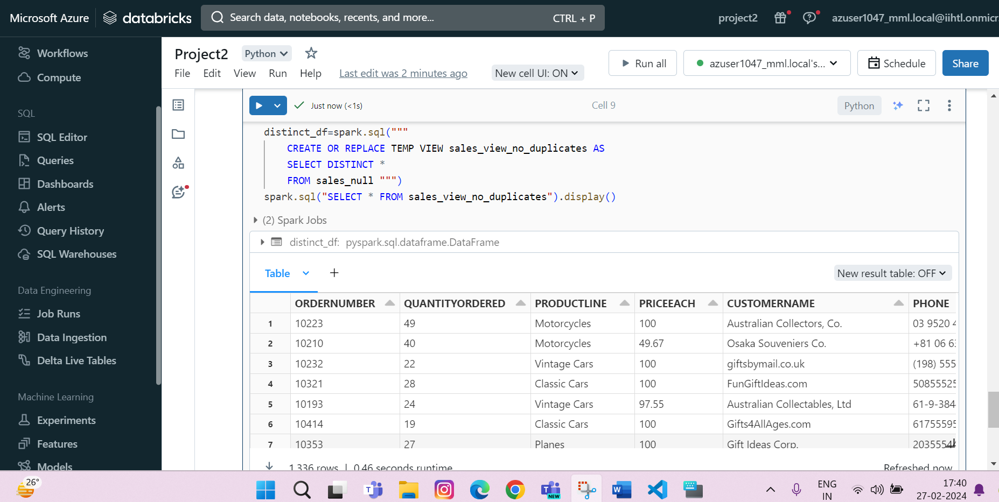 Microsoft Azure databricks Search data, notebooks, recents, and more... CTRL + P project2 azuser1047_mml.local@iihtl.onmicr
Workflows
Compute
SQL
SQL Editor
Queries
Dashboards
Alerts
Query History
SQL Warehouses
Data Engineering
Job Runs
Data Ingestion
Delta Live Tables
Machine Learning
Experiments
Features
Models
Project2 Python
File Edit View Run Help Last edit was 2 minutes ago New cell UI: ON
Run all azuser1047_mml.local's... Schedule Share
Just now (<1s) Cell 9 Python
distinct_df=spark.sql("""
CREATE OR REPLACE TEMP VIEW sales_view_no_duplicates AS
SELECT DISTINCT *
FROM sales_null """)
spark.sql("SELECT * FROM sales_view_no_duplicates").display()
(2) Spark Jobs
distinct_df: pyspark.sql.dataframe.DataFrame
Table + New result table: OFF
ORDERNUMBER QUANTITYORDERED PRODUCTLINE PRICEEACH CUSTOMERNAME PHONE
1 10223 49 Motorcycles 100 Australian Collectors, Co. 03 9520 4
2 10210 40 Motorcycles 49.67 Osaka Souveniers Co. +81 06 63
3 10232 22 Vintage Cars 100 giftsbymail.co.uk (198) 555
4 10321 28 Classic Cars 100 FunGiftIdeas.com 50855525
5 10193 24 Vintage Cars 97.55 Australian Collectables, Ltd 61-9-384
6 10414 19 Classic Cars 100 Gifts4AllAges.com 61755595
7 10353 27 Planes 100 Gift Ideas Corp. 20355544
1,336 rows | 0.46 seconds runtime Refreshed now
26°
NEW
ENG
IN
17:40
27-02-2024